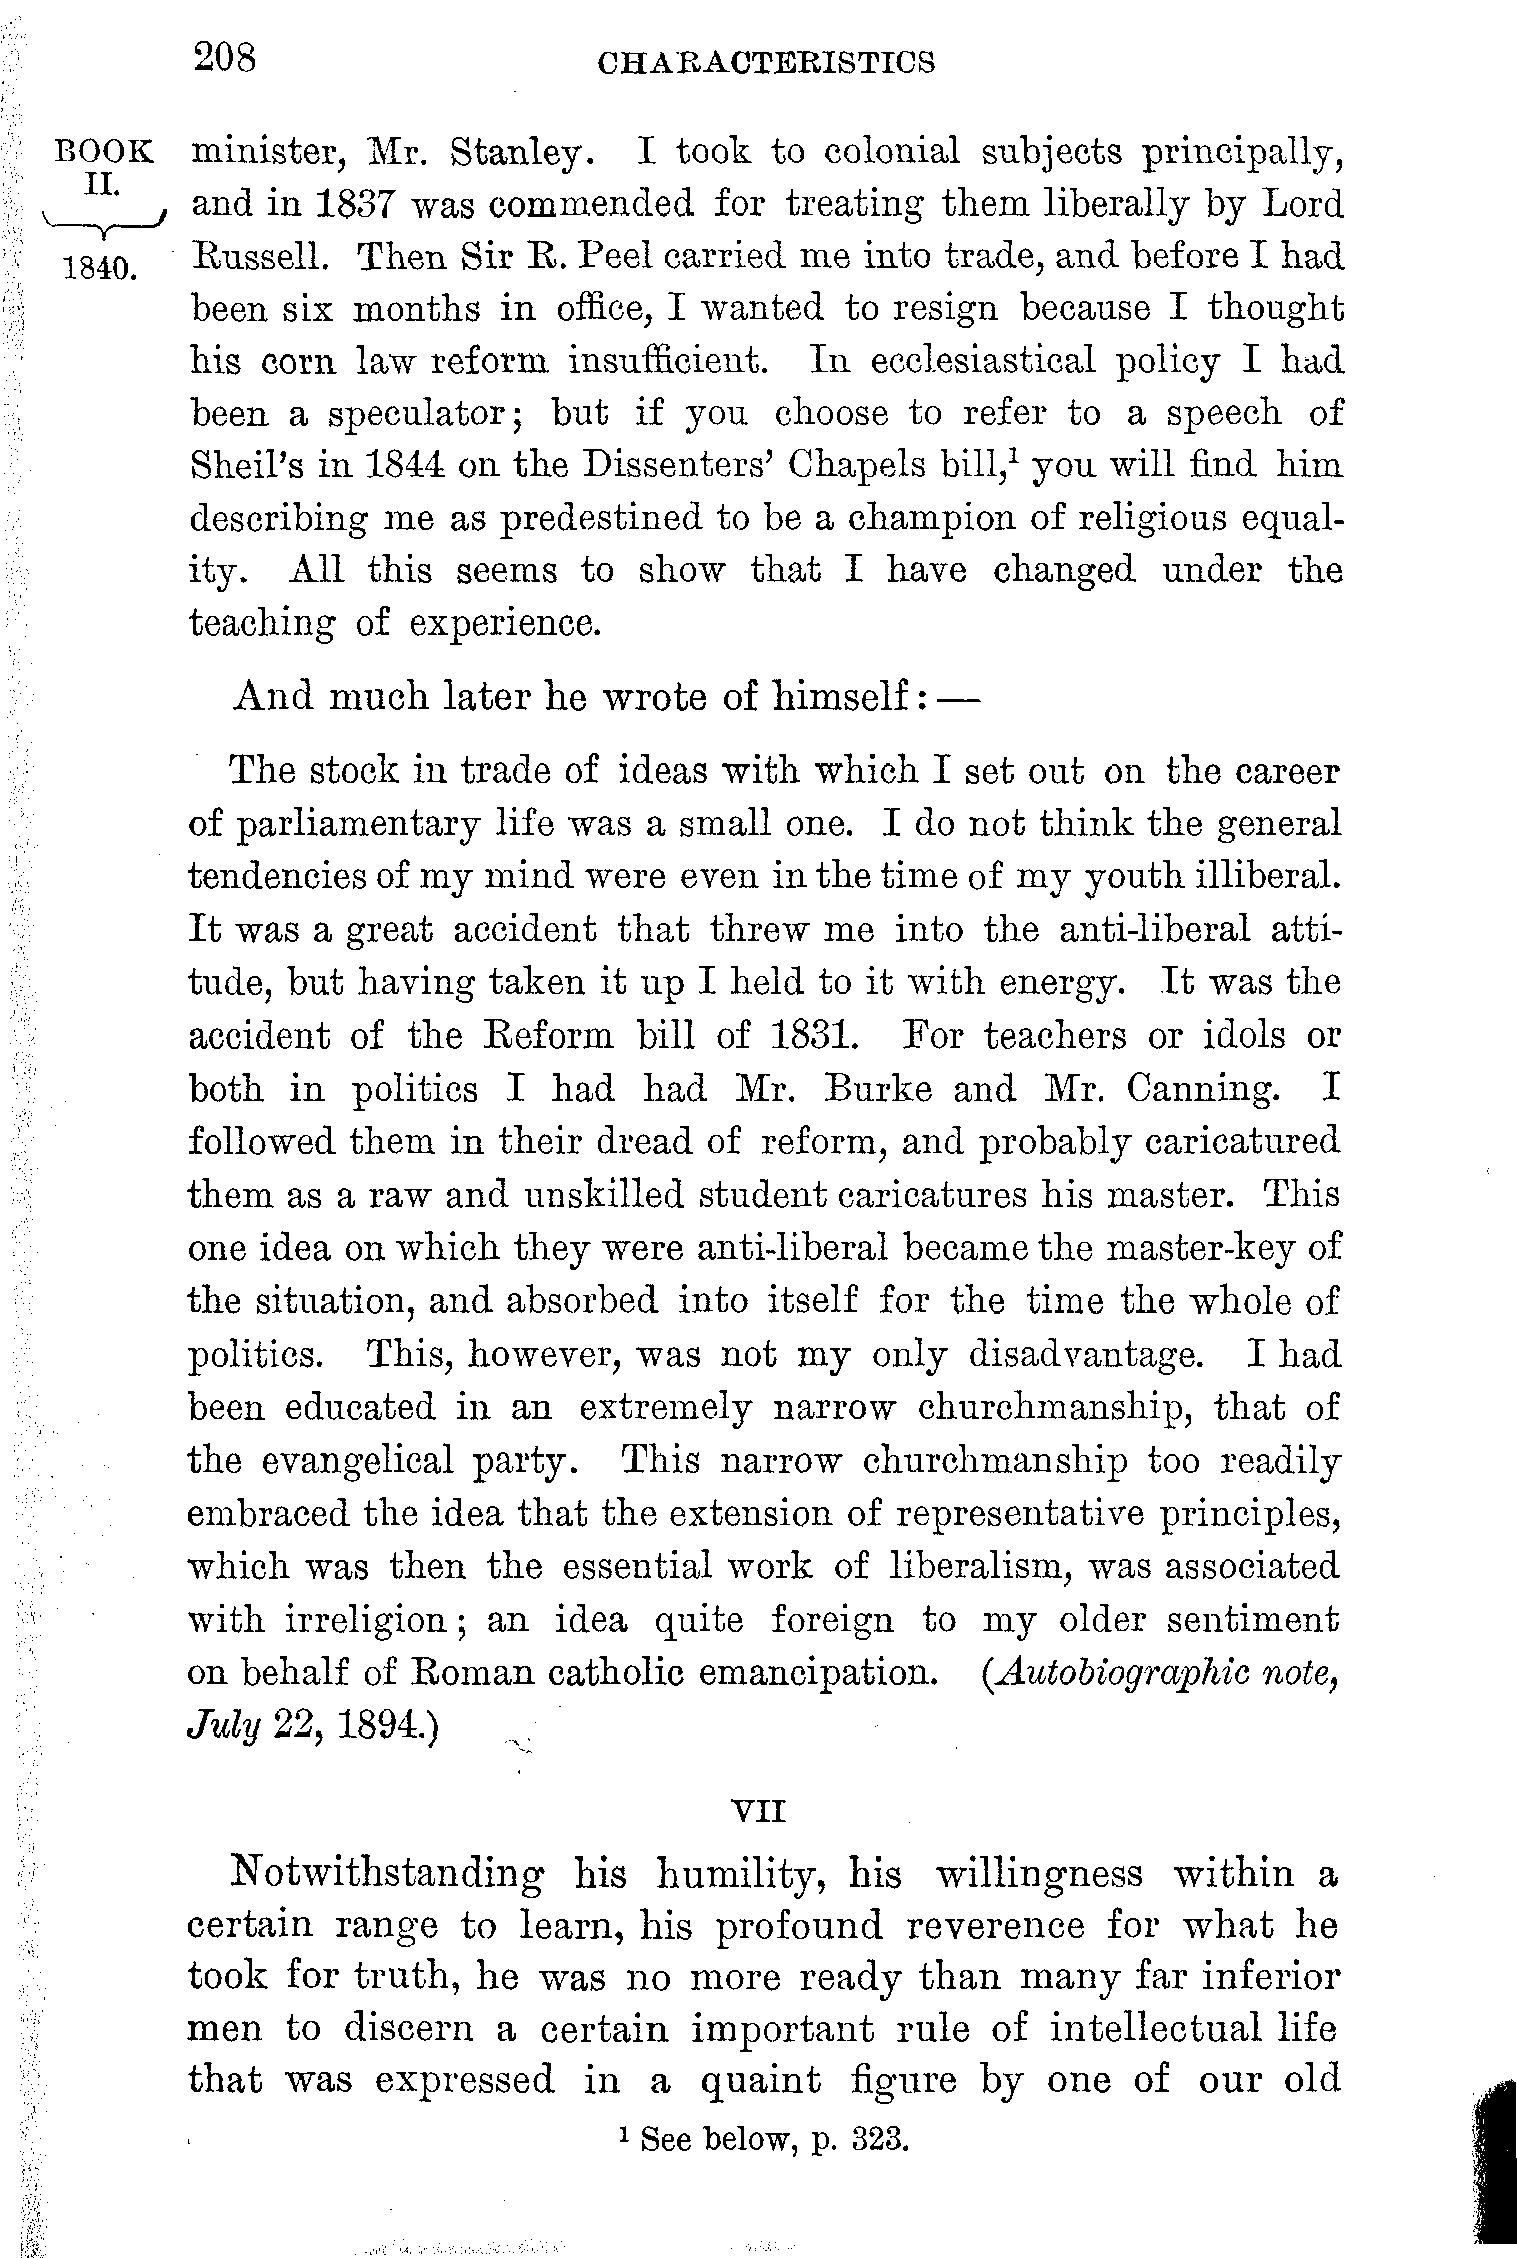 208 CHARACTERISTICS
BOOK
II.
1840.
minister, Mr. Stanley. I took to colonial subjects principally,
and in 1837 was commended for treating them liberally by Lord
Russell. Then Sir R. Peel carried me into trade, and before I had
been six months in office, I wanted to resign because I thought
his corn law reform insufficient. In ecclesiastical policy I had
been a speculator; but if you choose to refer to a speech of
Sheil's in 1844 on the Dissenters' Chapels bill,¹ you will find him
describing me as predestined to be a champion of religious equal-
ity. All this seems to show that I have changed under the
teaching of experience.
And much later he wrote of himself: —
The stock in trade of ideas with which I set out on the career
of parliamentary life was a small one. I do not think the general
tendencies of my mind were even in the time of my youth illiberal.
It was a great accident that threw me into the anti-liberal atti-
tude, but having taken it up I held to it with energy. It was the
accident of the Reform bill of 1831. For teachers or idols or
both in politics I had had Mr. Burke and Mr. Canning. I
followed them in their dread of reform, and probably caricatured
them as a raw and unskilled student caricatures his master. This
one idea on which they were anti-liberal became the master-key of
the situation, and absorbed into itself for the time the whole of
politics. This, however, was not my only disadvantage. I had
been educated in an extremely narrow churchmanship, that of
the evangelical party. This narrow churchmanship too readily
embraced the idea that the extension of representative principles,
which was then the essential work of liberalism, was associated
with irreligion; an idea quite foreign to my older sentiment
on behalf of Roman catholic emancipation. (Autobiographic note,
July 22, 1894.)
VII
Notwithstanding his humility, his willingness within a
certain range to learn, his profound reverence for what he
took for truth, he was no more ready than many far inferior
men to discern a certain important rule of intellectual life
that was expressed in a quaint figure by one of our old
¹ See below, p. 323.